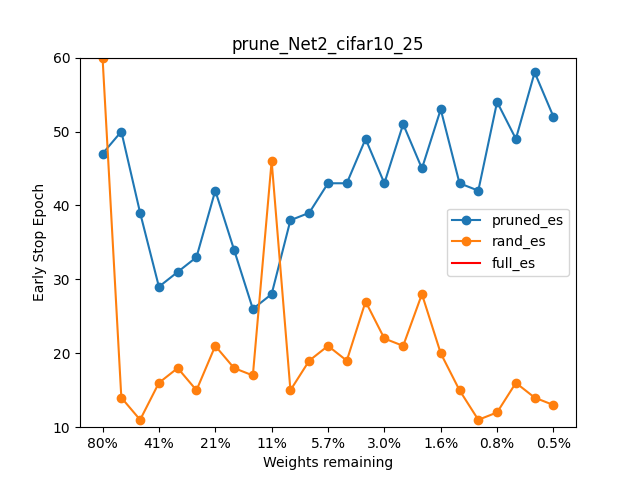 prune_Net2_cifar10_25
Early Stop Epoch
60
50
40
30
20
10
pruned_es
rand_es
full_es
80% 41% 21% 11% 5.7% 3.0% 1.6% 0.8% 0.5%
Weights remaining